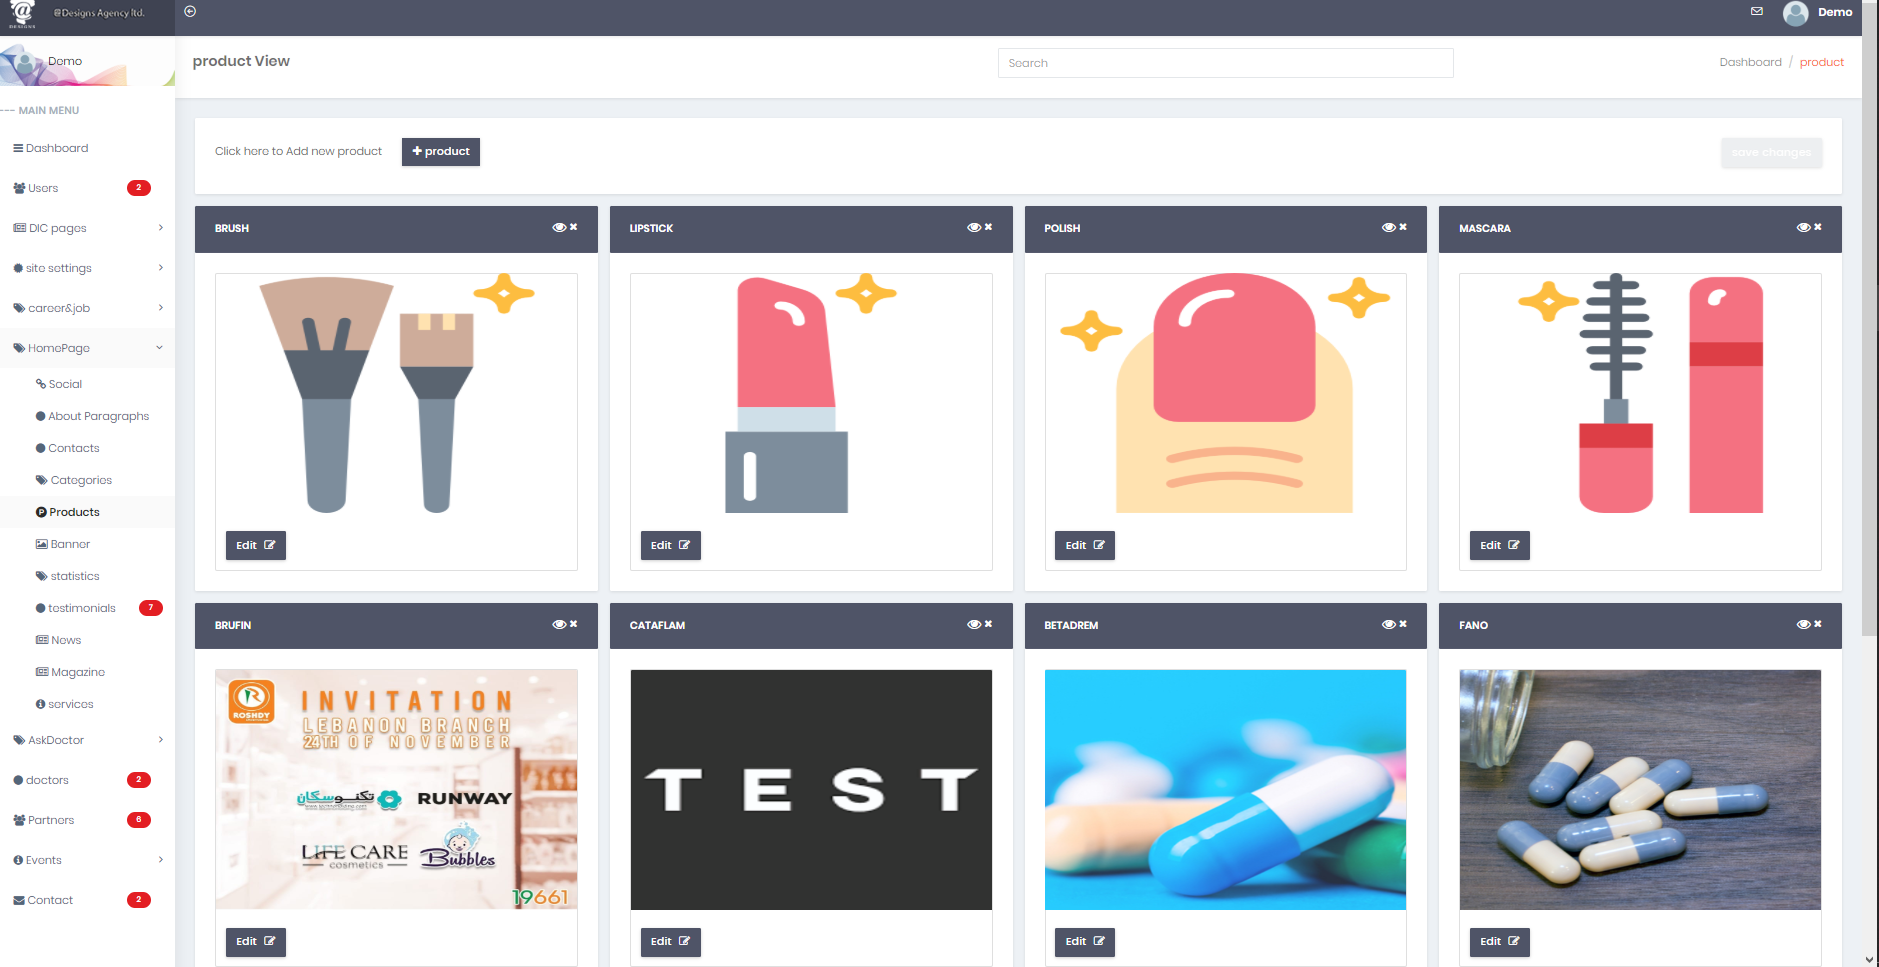 @
DESIGNS
@Designs Agency ltd.
Demo
Demo
product View
Search
Dashboard / product
--- MAIN MENU
Dashboard
Users 2
DIC pages
site settings
career&job
HomePage
Social
About Paragraphs
Contacts
Categories
P Products
Banner
statistics
testimonials 7
News
Magazine
services
AskDoctor
doctors 2
Partners 6
Events
Contact 2
Click here to Add new product
+ product
save changes
BRUSH
LIPSTICK
POLISH
MASCARA
Edit
Edit
Edit
Edit
BRUFIN
CATAFLAM
BETADREM
FANO
R
ROSHDY
INVITATION
LEBANON BRANCH
24TH OF NOVEMBER
تكنوسكان
RUNWAY
LIFE CARE
cosmetics
Bubbles
19661
TEST
Edit
Edit
Edit
Edit